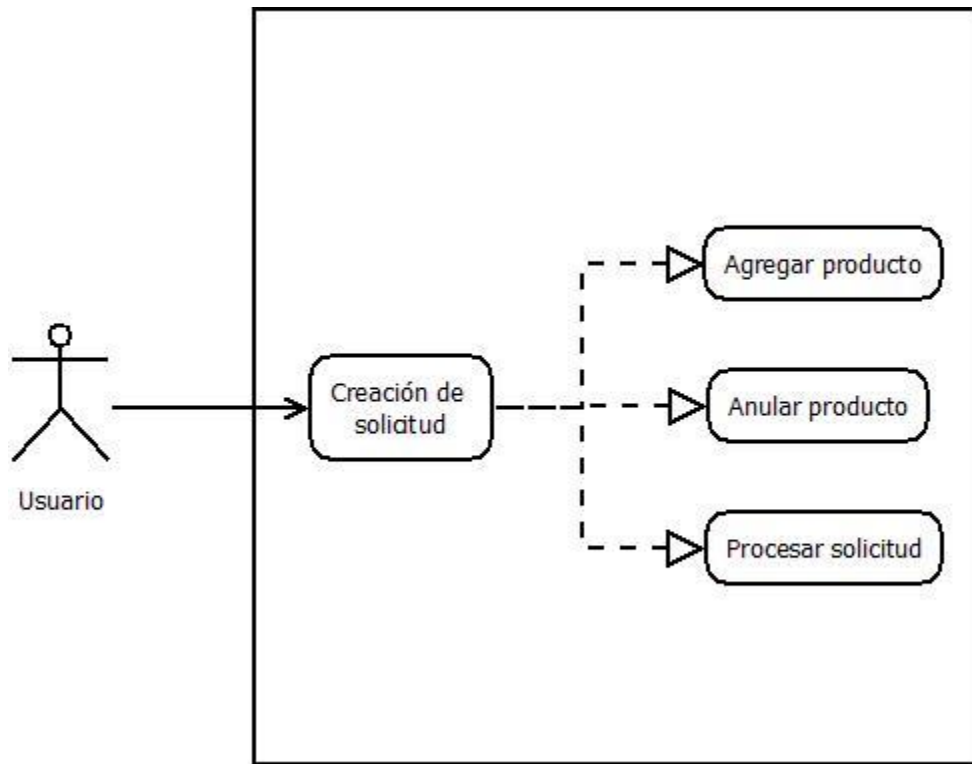 Agregar producto
Creación de
solicitud
Anular producto
Usuario
Procesar solicitud